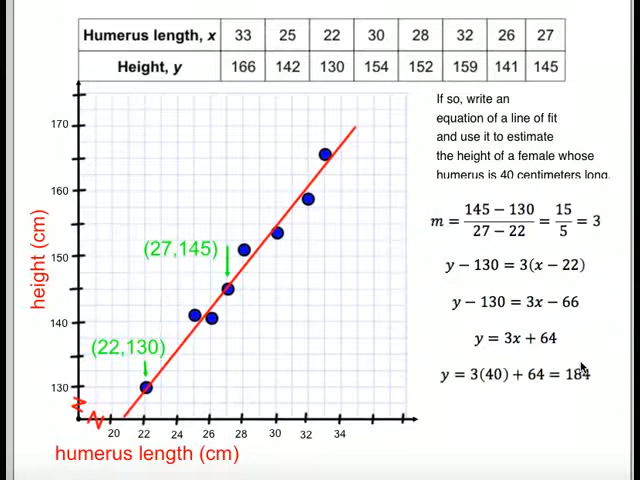 Humerus length, x 33 25 22 30 28 32 26 27
Height, y 166 142 130 154 152 159 141 145
If so, write an
equation of a line of fit
and use it to estimate
the height of a female whose
humerus is 40 centimeters long.
170
160
150
140
130
height (cm)
(27,145)
(22,130)
20 22 24 26 28 30 32 34
humerus length (cm)
m = 145 − 130 / 27 − 22 = 15 / 5 = 3
y − 130 = 3(x − 22)
y − 130 = 3x − 66
y = 3x + 64
y = 3(40) + 64 = 184